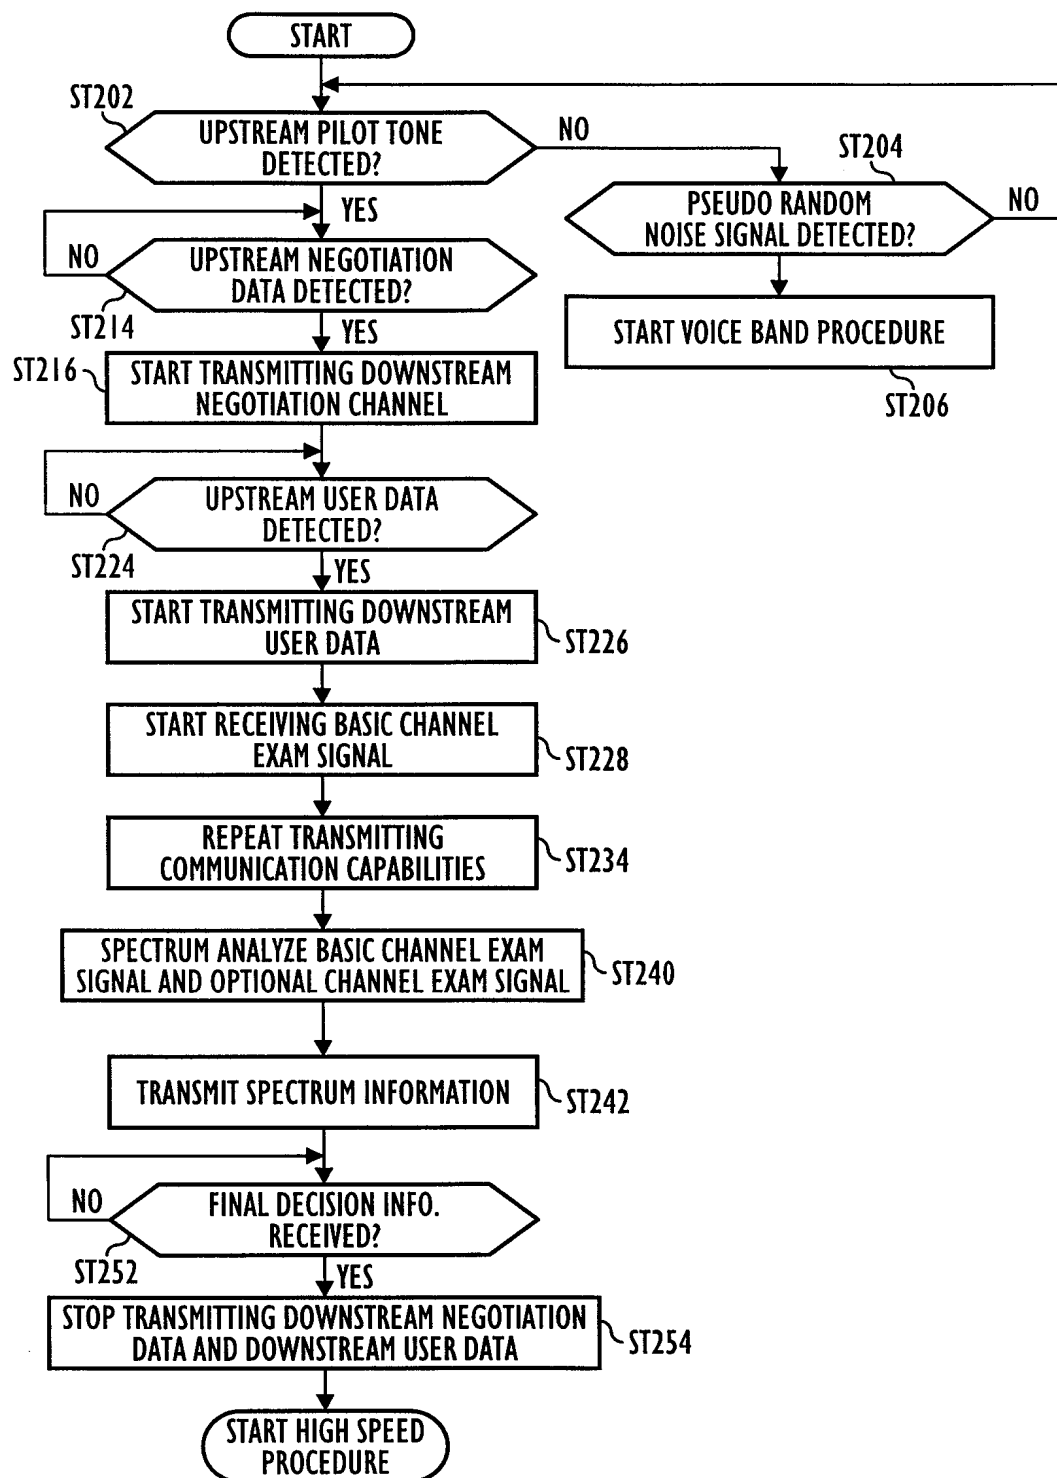 START
ST202
UPSTREAM PILOT TONE
DETECTED?
NO
ST204
PSEUDO RANDOM
NOISE SIGNAL DETECTED?
NO
YES
NO
UPSTREAM NEGOTIATION
DATA DETECTED?
ST214
YES
START VOICE BAND PROCEDURE
ST206
ST216
START TRANSMITTING DOWNSTREAM
NEGOTIATION CHANNEL
NO
UPSTREAM USER DATA
DETECTED?
ST224
YES
START TRANSMITTING DOWNSTREAM
USER DATA
ST226
START RECEIVING BASIC CHANNEL
EXAM SIGNAL
ST228
REPEAT TRANSMITTING
COMMUNICATION CAPABILITIES
ST234
SPECTRUM ANALYZE BASIC CHANNEL EXAM
SIGNAL AND OPTIONAL CHANNEL EXAM SIGNAL
ST240
TRANSMIT SPECTRUM INFORMATION
ST242
NO
FINAL DECISION INFO.
RECEIVED?
ST252
YES
STOP TRANSMITTING DOWNSTREAM NEGOTIATION
DATA AND DOWNSTREAM USER DATA
ST254
START HIGH SPEED
PROCEDURE